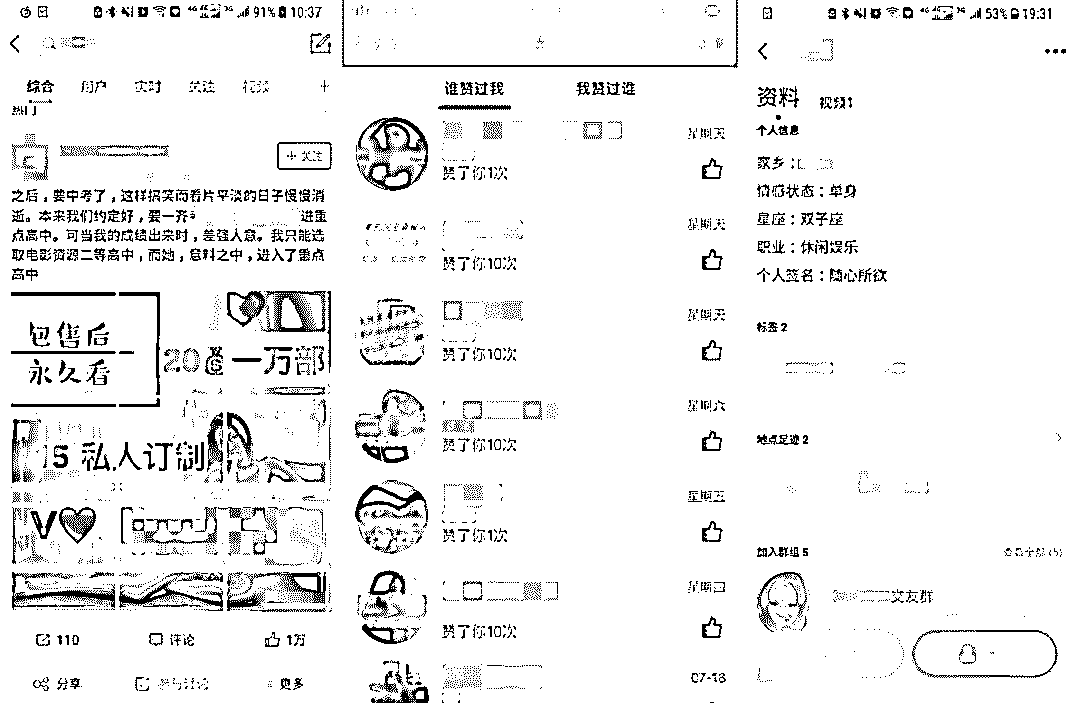 91% 10:37
综合
用户
实时
关注
视频
热门
关注
之后，要中考了，这样搞笑而看片平淡的日子慢慢消
逝。本来我们约定好，要一齐
进重
点高中。可当我的成绩出来时，差强人意。我只能选
取电影资源二等高中，而她，意料之中，进入了重点
高中
包售后
永久看
20
一万部
15 私人订制
V
110
评论
1万
分享
参与讨论
更多
谁赞过我
我赞过谁
星期天
赞了你1次
星期天
赞了你10次
星期天
赞了你10次
星期六
赞了你10次
星期五
赞了你1次
赞了你10次
07-18
53% 19:31
资料
视频1
个人信息
家乡：
情感状态：单身
星座：双子座
职业：休闲娱乐
个人签名：随心所欲
标签 2
地点足迹 2
加入群组 5
查看全部 (5)
交友群